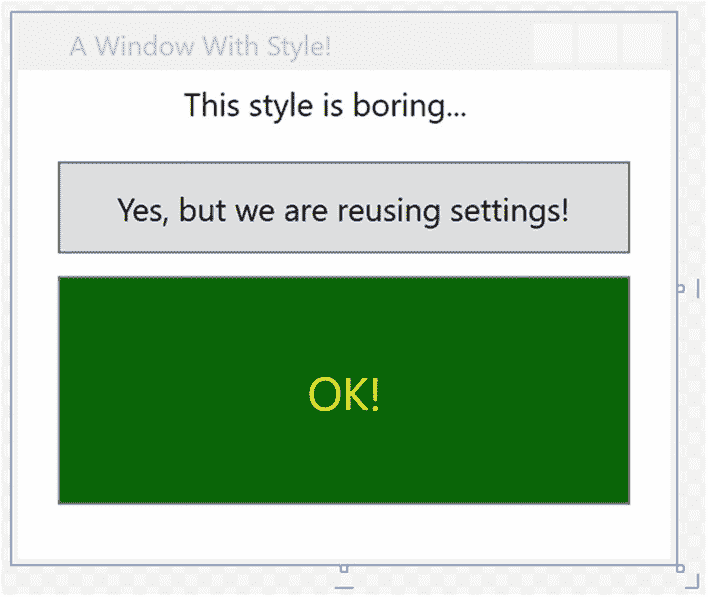 A Window With Style!
This style is boring...
Yes, but we are reusing settings!
OK!